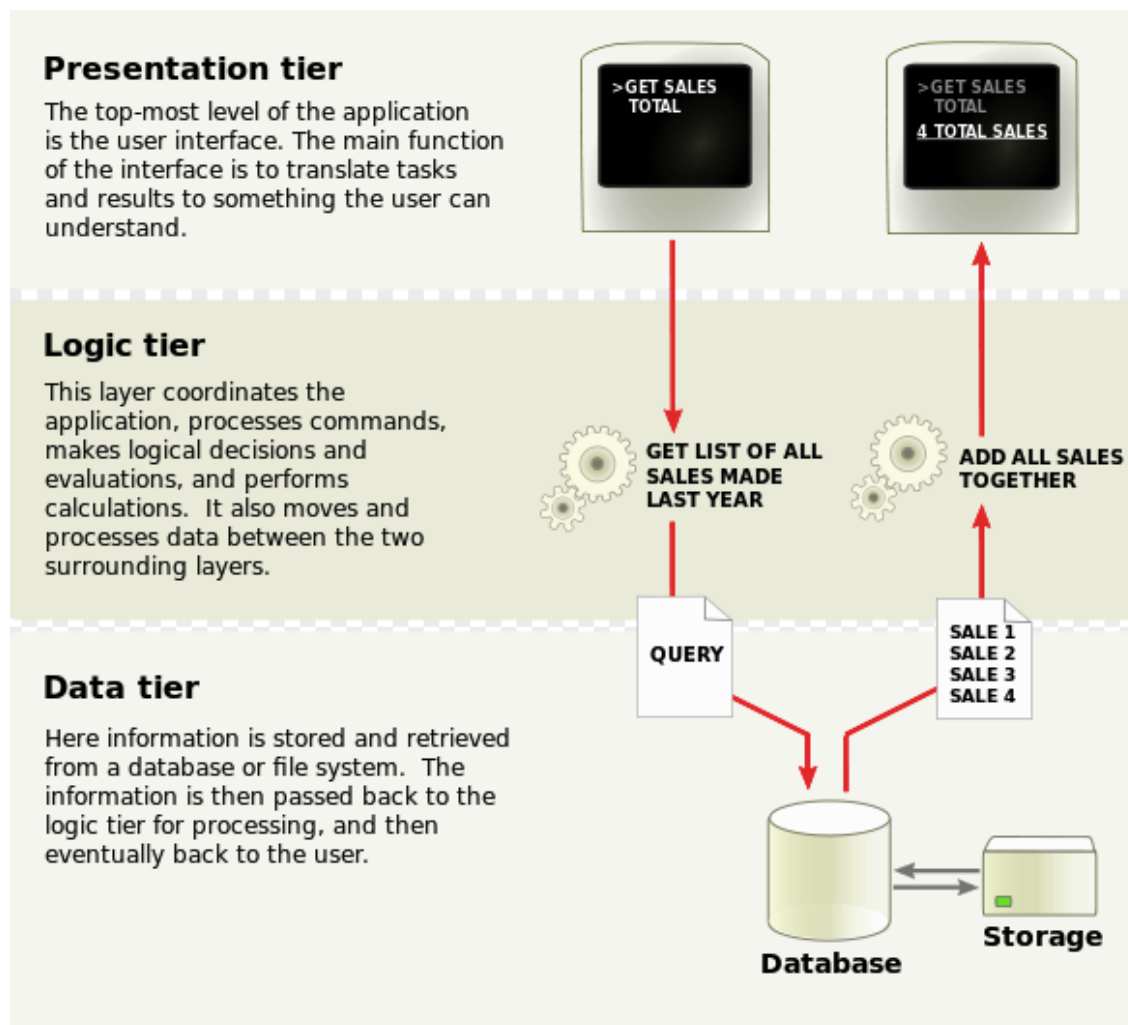 Presentation tier
The top-most level of the application
is the user interface. The main function
of the interface is to translate tasks
and results to something the user can
understand.
>GET SALES
TOTAL
>GET SALES
TOTAL
4 TOTAL SALES
Logic tier
This layer coordinates the
application, processes commands,
makes logical decisions and
evaluations, and performs
calculations.  It also moves and
processes data between the two
surrounding layers.
GET LIST OF ALL
SALES MADE
LAST YEAR
ADD ALL SALES
TOGETHER
QUERY
SALE 1
SALE 2
SALE 3
SALE 4
Data tier
Here information is stored and retrieved
from a database or file system.  The
information is then passed back to the
logic tier for processing, and then
eventually back to the user.
Database
Storage